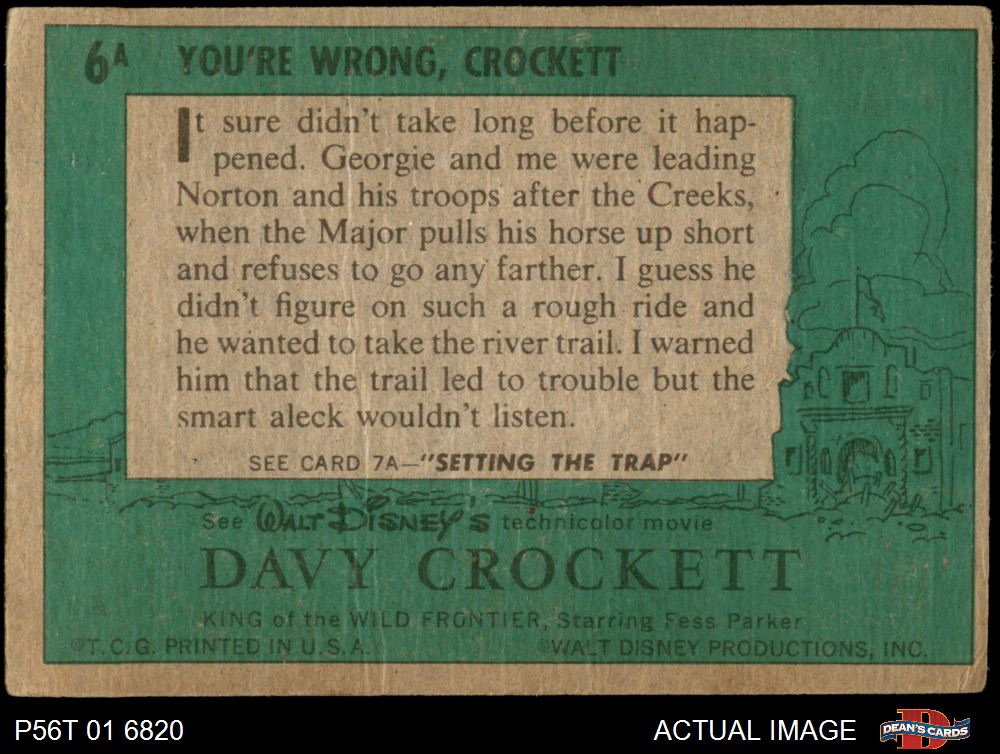 6A YOU'RE WRONG, CROCKETT
It sure didn't take long before it hap-
pened. Georgie and me were leading
Norton and his troops after the Creeks,
when the Major pulls his horse up short
and refuses to go any farther. I guess he
didn't figure on such a rough ride and
he wanted to take the river trail. I warned
him that the trail led to trouble but the
smart aleck wouldn't listen.
SEE CARD 7A—"SETTING THE TRAP"
See WALT DISNEY'S technicolor movie
DAVY CROCKETT
KING of the WILD FRONTIER, Starring Fess Parker
©T.C.G. PRINTED IN U.S.A. ©WALT DISNEY PRODUCTIONS, INC.
P56T 01 6820 ACTUAL IMAGE DEAN'S CARDS